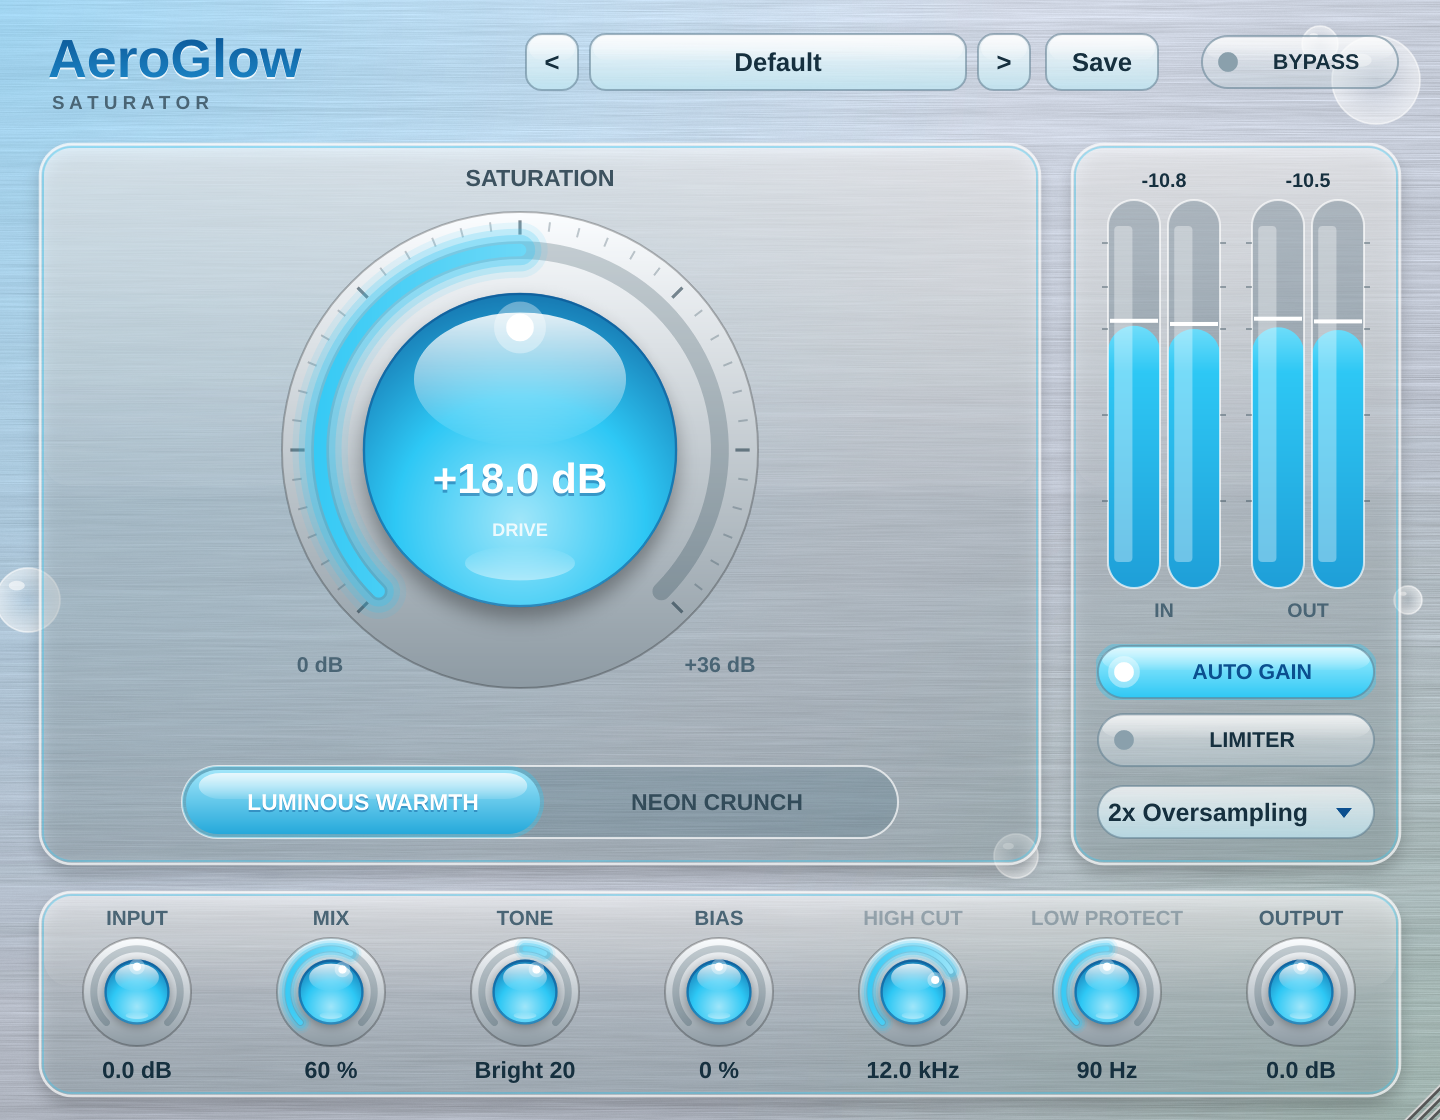 AeroGlow
SATURATOR
< Default > Save BYPASS
SATURATION
+18.0 dB
DRIVE
0 dB +36 dB
LUMINOUS WARMTH NEON CRUNCH
-10.8 -10.5
IN OUT
AUTO GAIN
LIMITER
2x Oversampling
INPUT MIX TONE BIAS HIGH CUT LOW PROTECT OUTPUT
0.0 dB 60 % Bright 20 0 % 12.0 kHz 90 Hz 0.0 dB